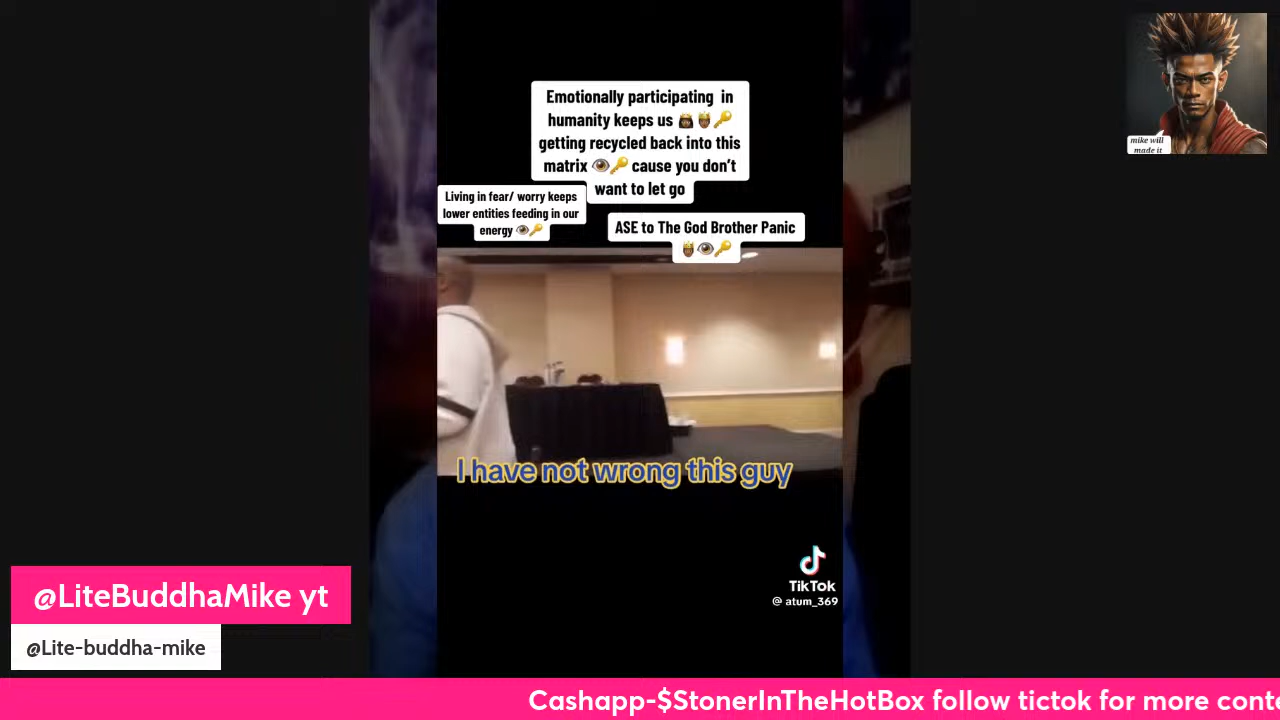 mike will
made it
Emotionally participating in
humanity keeps us 👸🏾🤴🏾🔑
getting recycled back into this
matrix 👁️🔑 cause you don't
want to let go
Living in fear/ worry keeps
lower entities feeding in our
energy 👁️🔑
ASE to The God Brother Panic
🤴🏾👁️🔑
I have not wrong this guy
TikTok
@ atum_369
@LiteBuddhaMike yt
@Lite-buddha-mike
Cashapp-$StonerInTheHotBox follow tictok for more conte